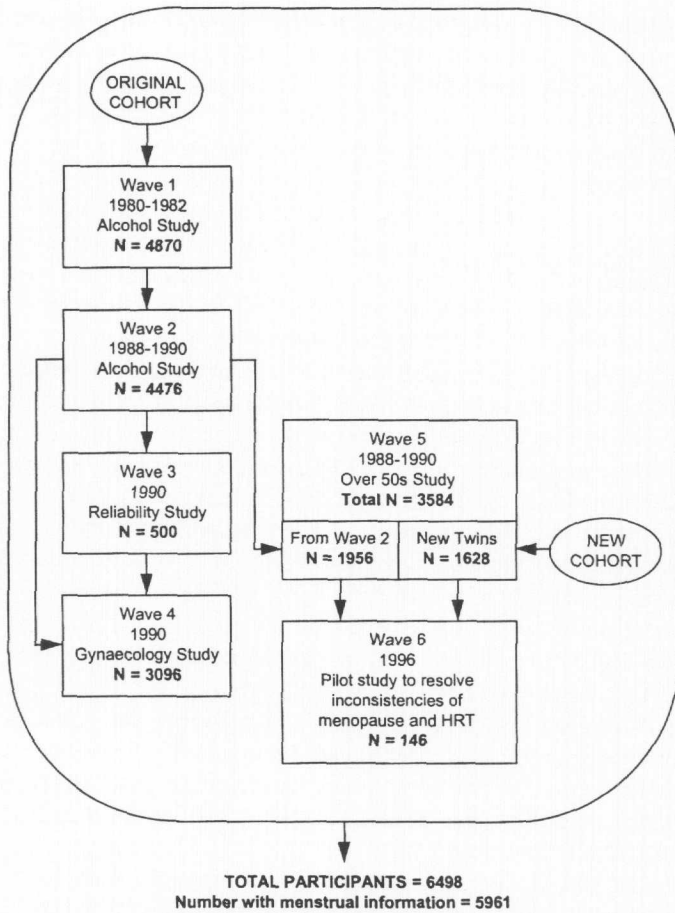 ORIGINAL
COHORT
Wave 1
1980-1982
Alcohol Study
N = 4870
Wave 2
1988-1990
Alcohol Study
N = 4476
Wave 3
1990
Reliability Study
N = 500
Wave 4
1990
Gynaecology Study
N = 3096
Wave 5
1988-1990
Over 50s Study
Total N = 3584
From Wave 2
N = 1956
New Twins
N = 1628
NEW
COHORT
Wave 6
1996
Pilot study to resolve
inconsistencies of
menopause and HRT
N = 146
TOTAL PARTICIPANTS = 6498
Number with menstrual information = 5961